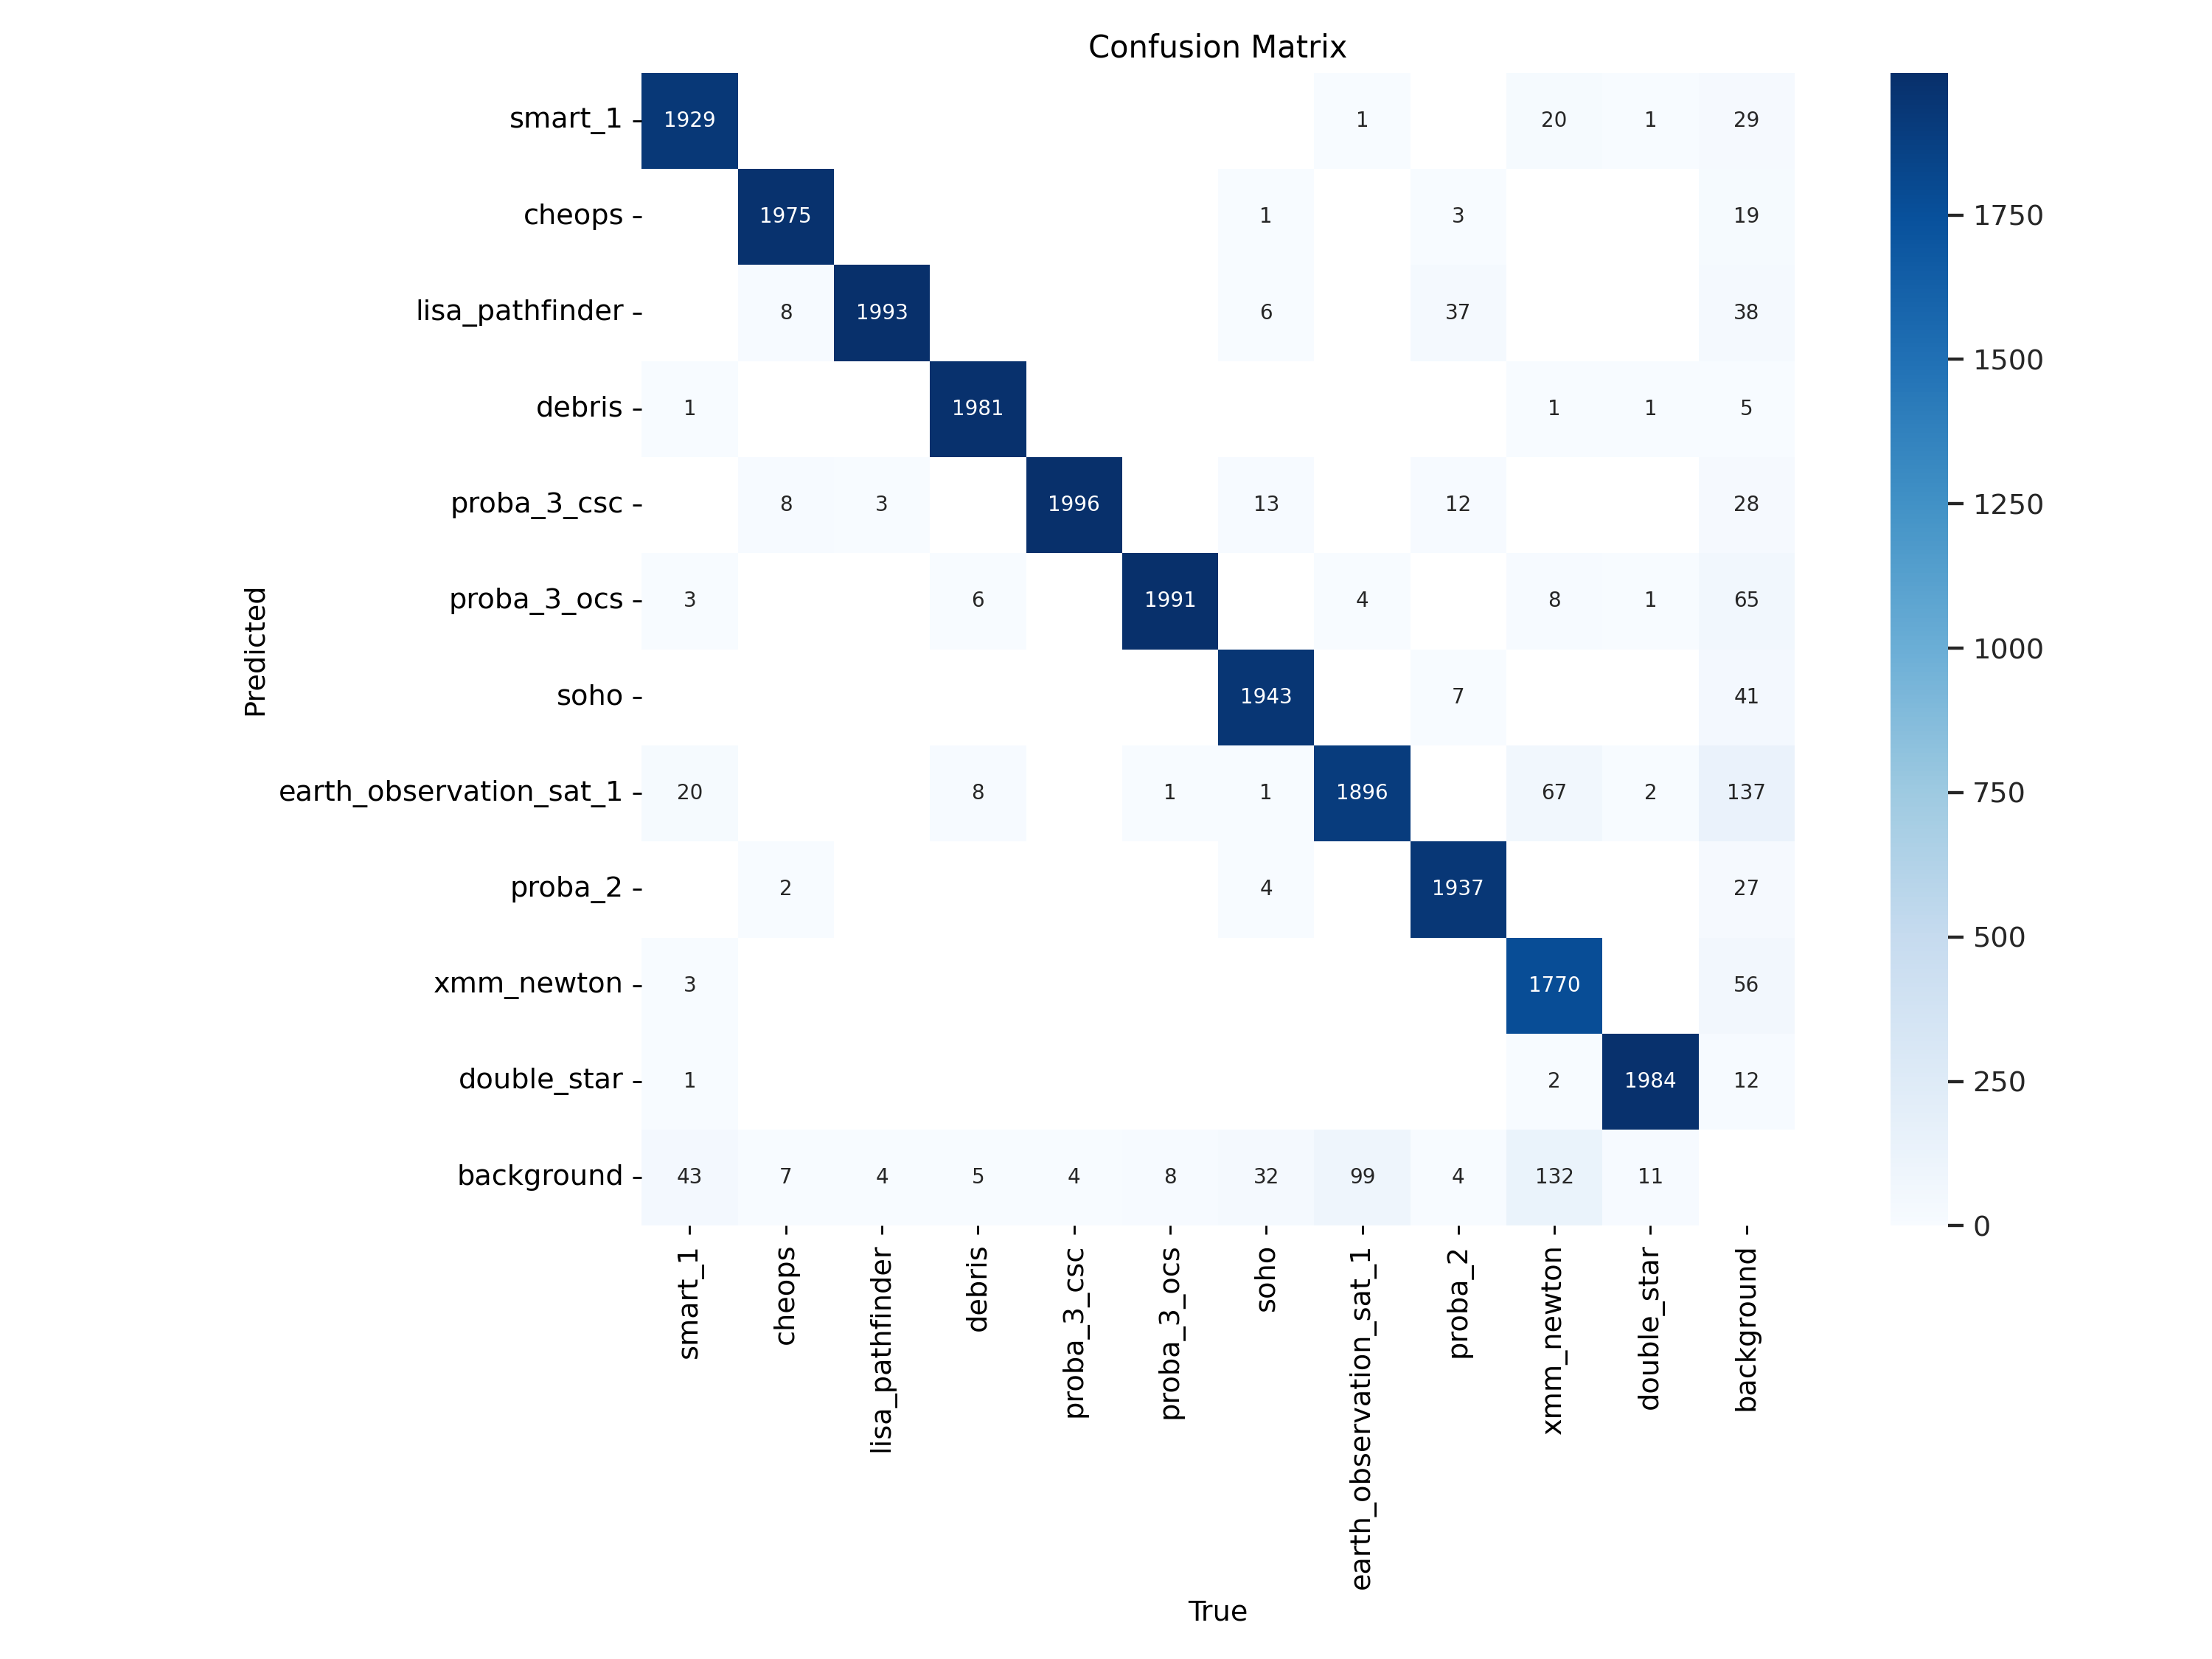 Confusion Matrix
smart_1 1929 1 20 1 29
cheops 1975 1 3 19
lisa_pathfinder 8 1993 6 37 38
debris 1 1981 1 1 5
proba_3_csc 8 3 1996 13 12 28
proba_3_ocs 3 6 1991 4 8 1 65
soho 1943 7 41
earth_observation_sat_1 20 8 1 1 1896 67 2 137
proba_2 2 4 1937 27
xmm_newton 3 1770 56
double_star 1 2 1984 12
background 43 7 4 5 4 8 32 99 4 132 11
Predicted
smart_1
cheops
lisa_pathfinder
debris
proba_3_csc
proba_3_ocs
soho
earth_observation_sat_1
proba_2
xmm_newton
double_star
background
True
1750
1500
1250
1000
750
500
250
0